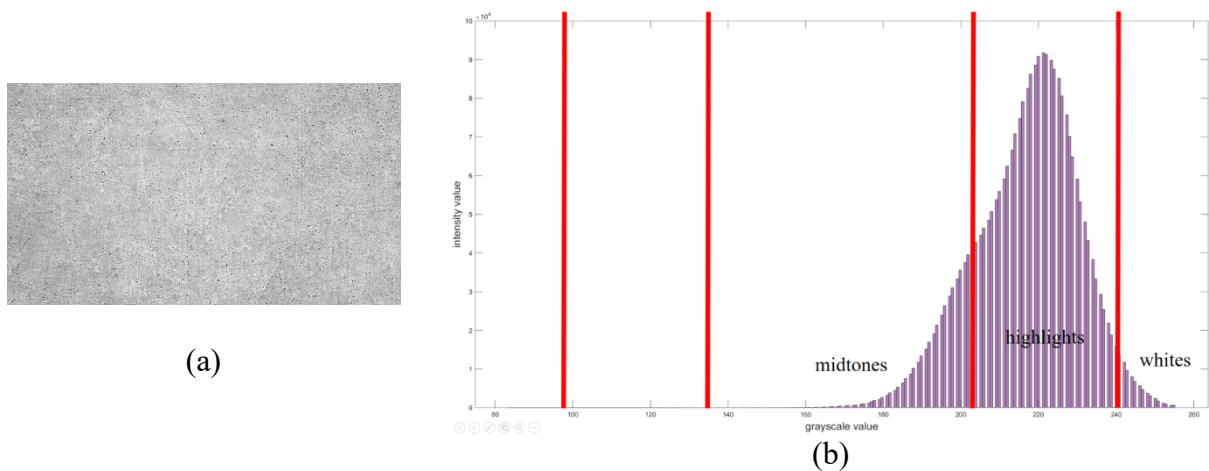 ×10⁴
10
9
8
7
6
5
4
3
2
1
0
intensity value
midtones
highlights
whites
80 100 120 140 160 180 200 220 240 260
grayscale value
(a)
(b)